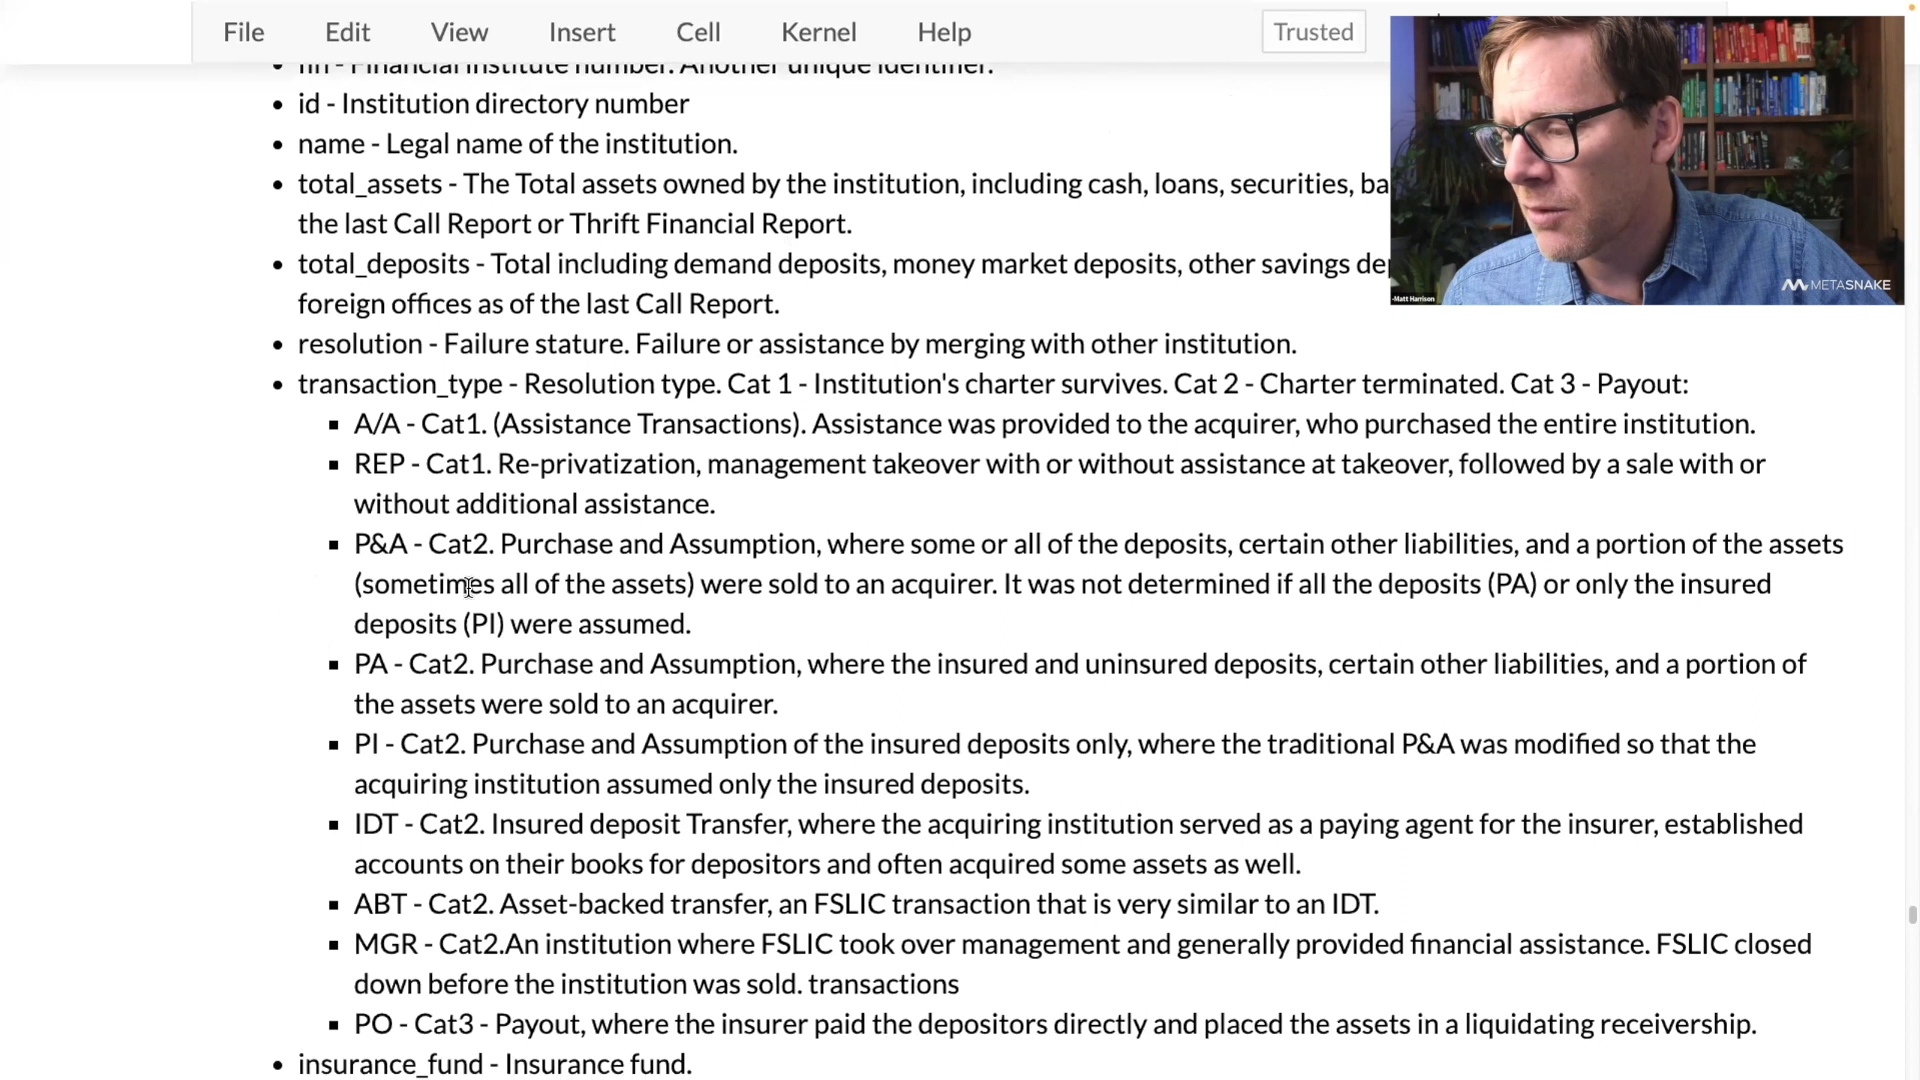 File Edit View Insert Cell Kernel Help Trusted
fin - Financial institute number. Another unique identifier.
• id - Institution directory number
• name - Legal name of the institution.
• total_assets - The Total assets owned by the institution, including cash, loans, securities, ba
the last Call Report or Thrift Financial Report.
• total_deposits - Total including demand deposits, money market deposits, other savings de
foreign offices as of the last Call Report.
METASNAKE
-Matt Harrison
• resolution - Failure stature. Failure or assistance by merging with other institution.
• transaction_type - Resolution type. Cat 1 - Institution's charter survives. Cat 2 - Charter terminated. Cat 3 - Payout:
▪ A/A - Cat1. (Assistance Transactions). Assistance was provided to the acquirer, who purchased the entire institution.
▪ REP - Cat1. Re-privatization, management takeover with or without assistance at takeover, followed by a sale with or
without additional assistance.
▪ P&A - Cat2. Purchase and Assumption, where some or all of the deposits, certain other liabilities, and a portion of the assets
(sometimes all of the assets) were sold to an acquirer. It was not determined if all the deposits (PA) or only the insured
deposits (PI) were assumed.
▪ PA - Cat2. Purchase and Assumption, where the insured and uninsured deposits, certain other liabilities, and a portion of
the assets were sold to an acquirer.
▪ PI - Cat2. Purchase and Assumption of the insured deposits only, where the traditional P&A was modified so that the
acquiring institution assumed only the insured deposits.
▪ IDT - Cat2. Insured deposit Transfer, where the acquiring institution served as a paying agent for the insurer, established
accounts on their books for depositors and often acquired some assets as well.
▪ ABT - Cat2. Asset-backed transfer, an FSLIC transaction that is very similar to an IDT.
▪ MGR - Cat2.An institution where FSLIC took over management and generally provided financial assistance. FSLIC closed
down before the institution was sold. transactions
▪ PO - Cat3 - Payout, where the insurer paid the depositors directly and placed the assets in a liquidating receivership.
• insurance_fund - Insurance fund.